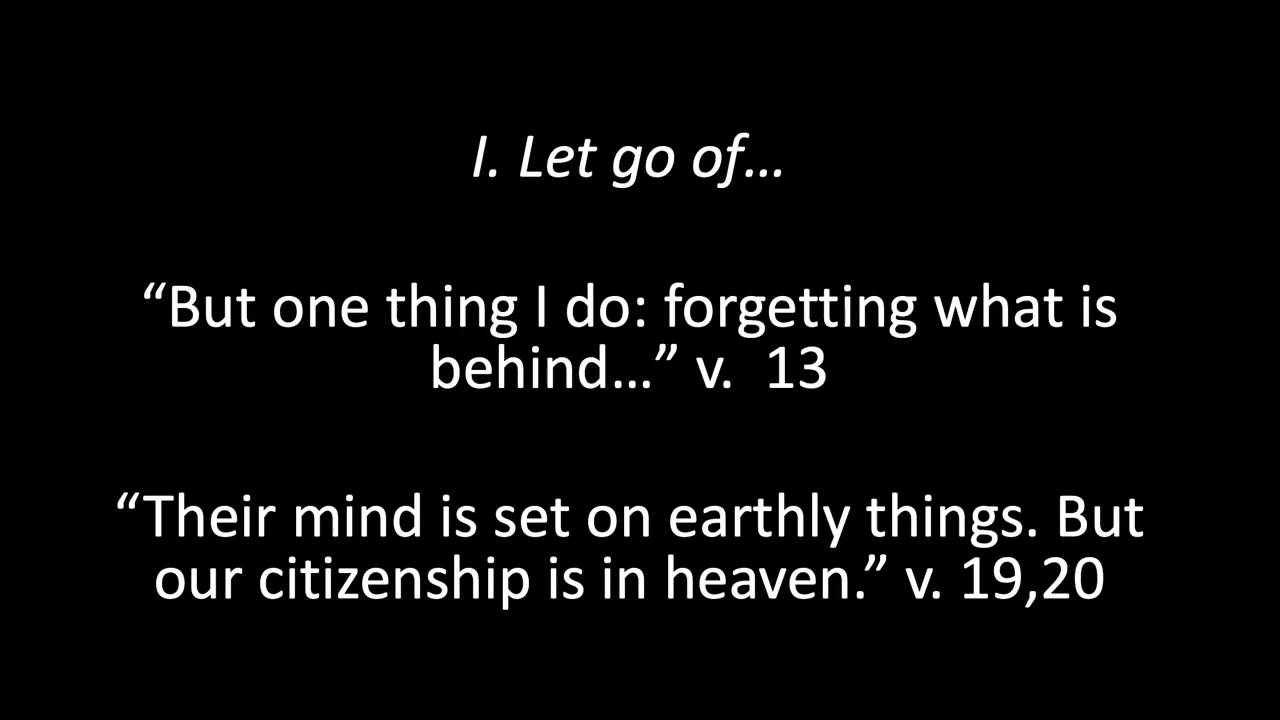 I. Let go of…
“But one thing I do: forgetting what is
behind…” v.  13
“Their mind is set on earthly things. But
our citizenship is in heaven.” v. 19,20